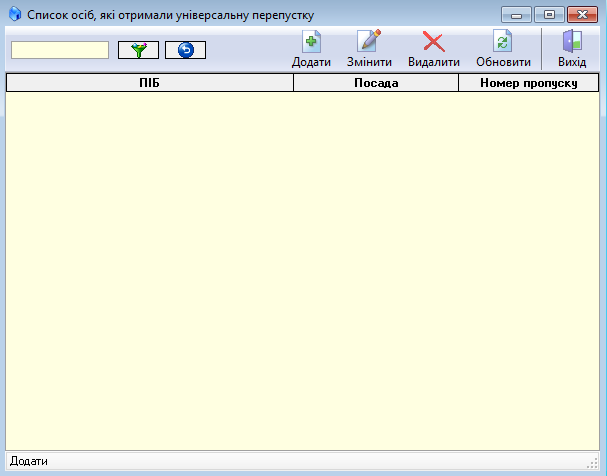 Список осіб, які отримали універсальну перепустку
Додати Змінити Видалити Обновити Вихід
ПІБ Посада Номер пропуску
Додати